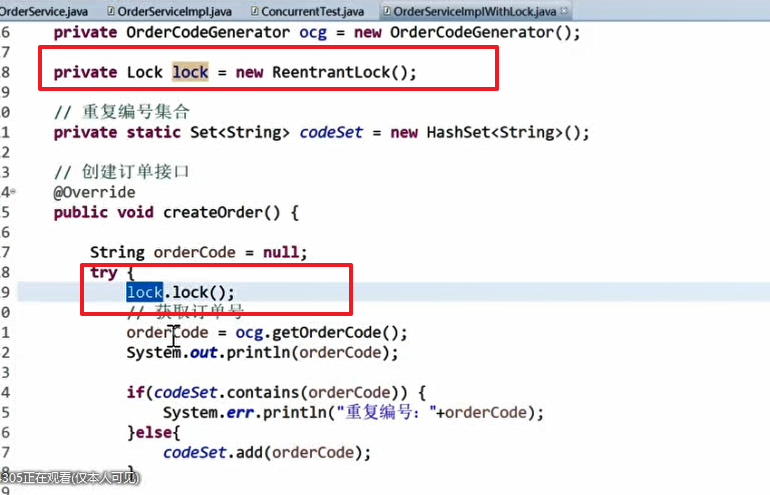 OrderService.java OrderServiceImpl.java ConcurrentTest.java OrderServiceImplWithLock.java
6 private OrderCodeGenerator ocg = new OrderCodeGenerator();
7
8 private Lock lock = new ReentrantLock();
9
0 // 重复编号集合
1 private static Set<String> codeSet = new HashSet<String>();
2
3 // 创建订单接口
4 @Override
5 public void createOrder() {
6
7 String orderCode = null;
8 try {
9 lock.lock();
0 // 获取订单号
1 orderCode = ocg.getOrderCode();
2 System.out.println(orderCode);
3
4 if(codeSet.contains(orderCode)) {
5 System.err.println("重复编号："+orderCode);
6 }else{
7 codeSet.add(orderCode);
8 }
305正在观看(仅本人可见)
9